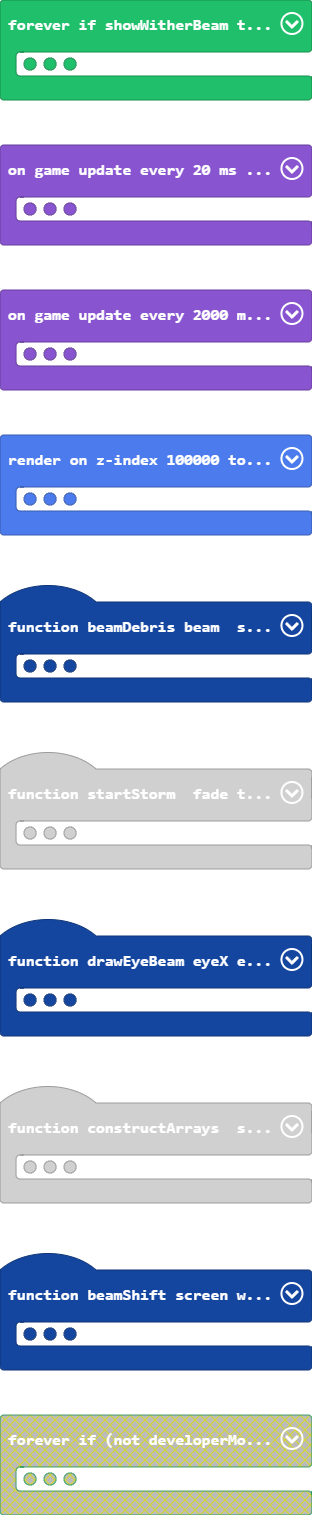 forever if showWitherBeam t...
on game update every 20 ms ...
on game update every 2000 m...
render on z-index 100000 to...
function beamDebris beam  s...
function startStorm  fade t...
function drawEyeBeam eyeX e...
function constructArrays  s...
function beamShift screen w...
forever if (not developerMo...